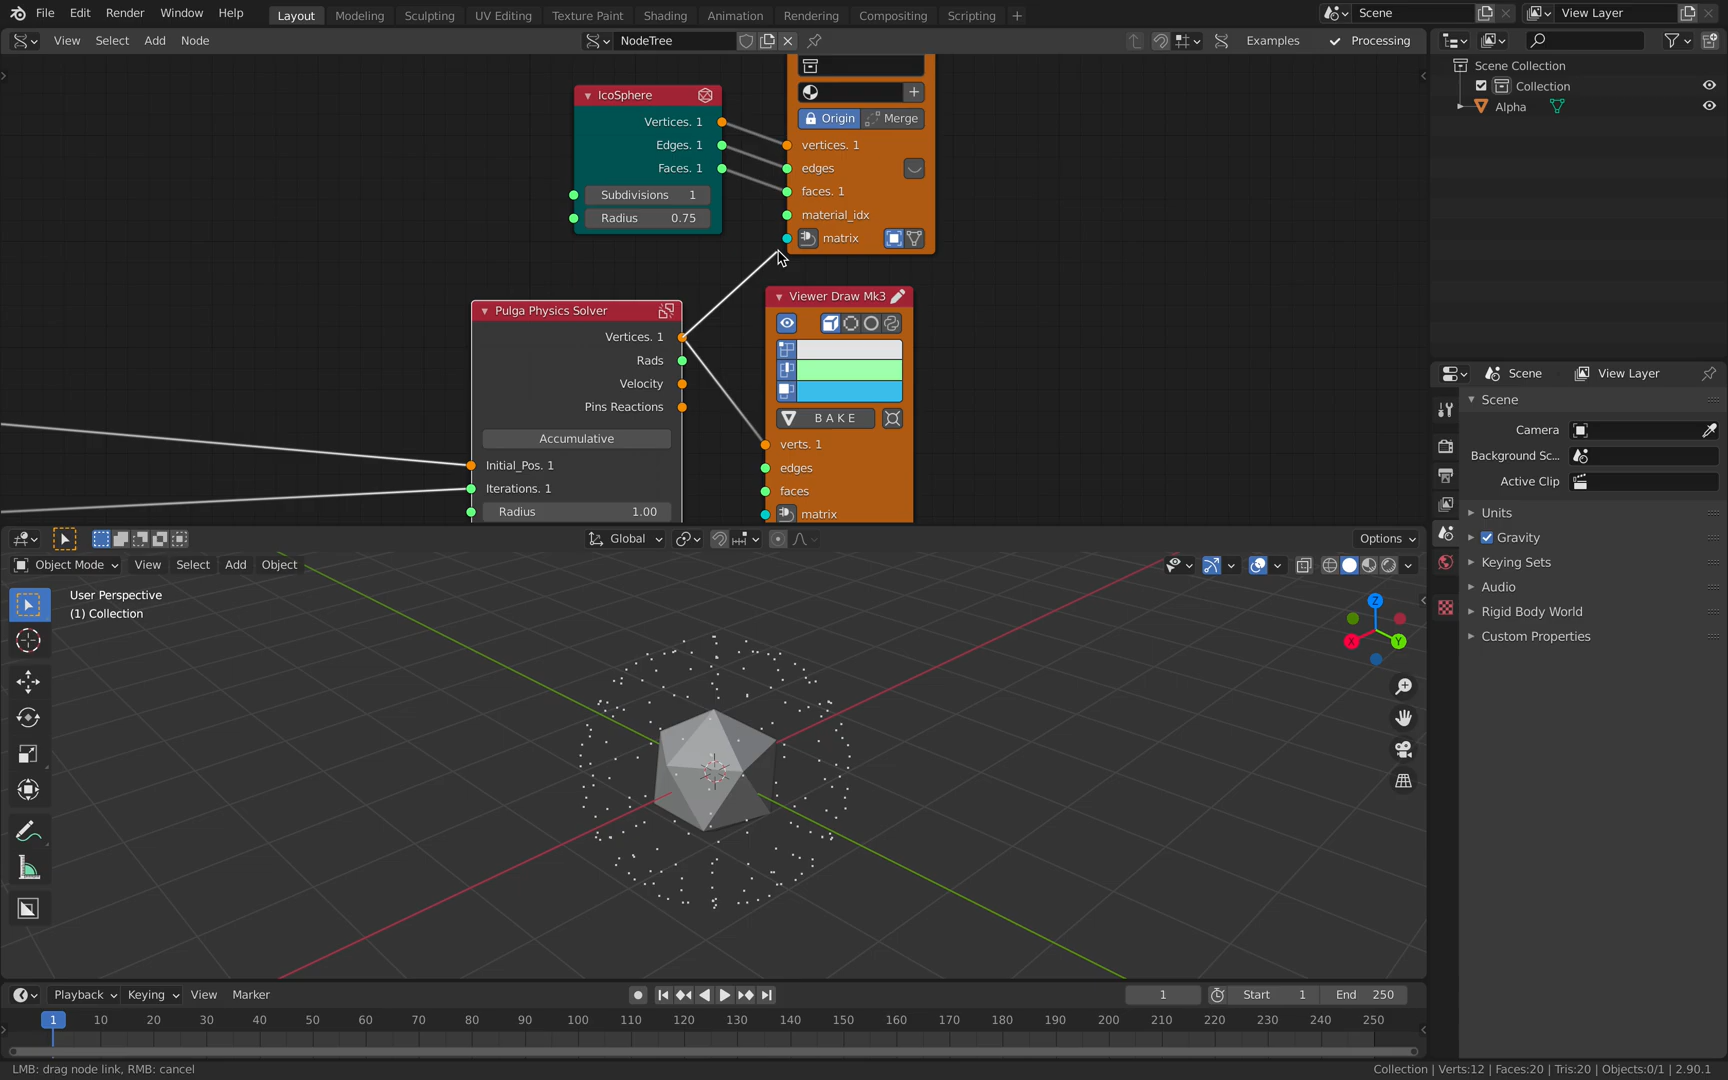 File Edit Render Window Help Layout Modeling Sculpting UV Editing Texture Paint Shading Animation Rendering Compositing Scripting + Scene View Layer
View Select Add Node NodeTree Examples Processing
Scene Collection
Collection
Alpha
IcoSphere
Vertices. 1
Edges. 1
Faces. 1
Subdivisions 1
Radius 0.75
Origin Merge
vertices. 1
edges
faces. 1
material_idx
matrix
Pulga Physics Solver
Vertices. 1
Rads
Velocity
Pins Reactions
Accumulative
Initial_Pos. 1
Iterations. 1
Radius 1.00
Viewer Draw Mk3
BAKE
verts. 1
edges
faces
matrix
Scene View Layer
Scene
Camera
Background Sc...
Active Clip
Units
Gravity
Keying Sets
Audio
Rigid Body World
Custom Properties
Global Options
Object Mode View Select Add Object
User Perspective
(1) Collection
Z
X
Y
Playback Keying View Marker 1 Start 1 End 250
1 10 20 30 40 50 60 70 80 90 100 110 120 130 140 150 160 170 180 190 200 210 220 230 240 250
LMB: drag node link, RMB: cancel Collection | Verts:12 | Faces:20 | Tris:20 | Objects:0/1 | 2.90.1